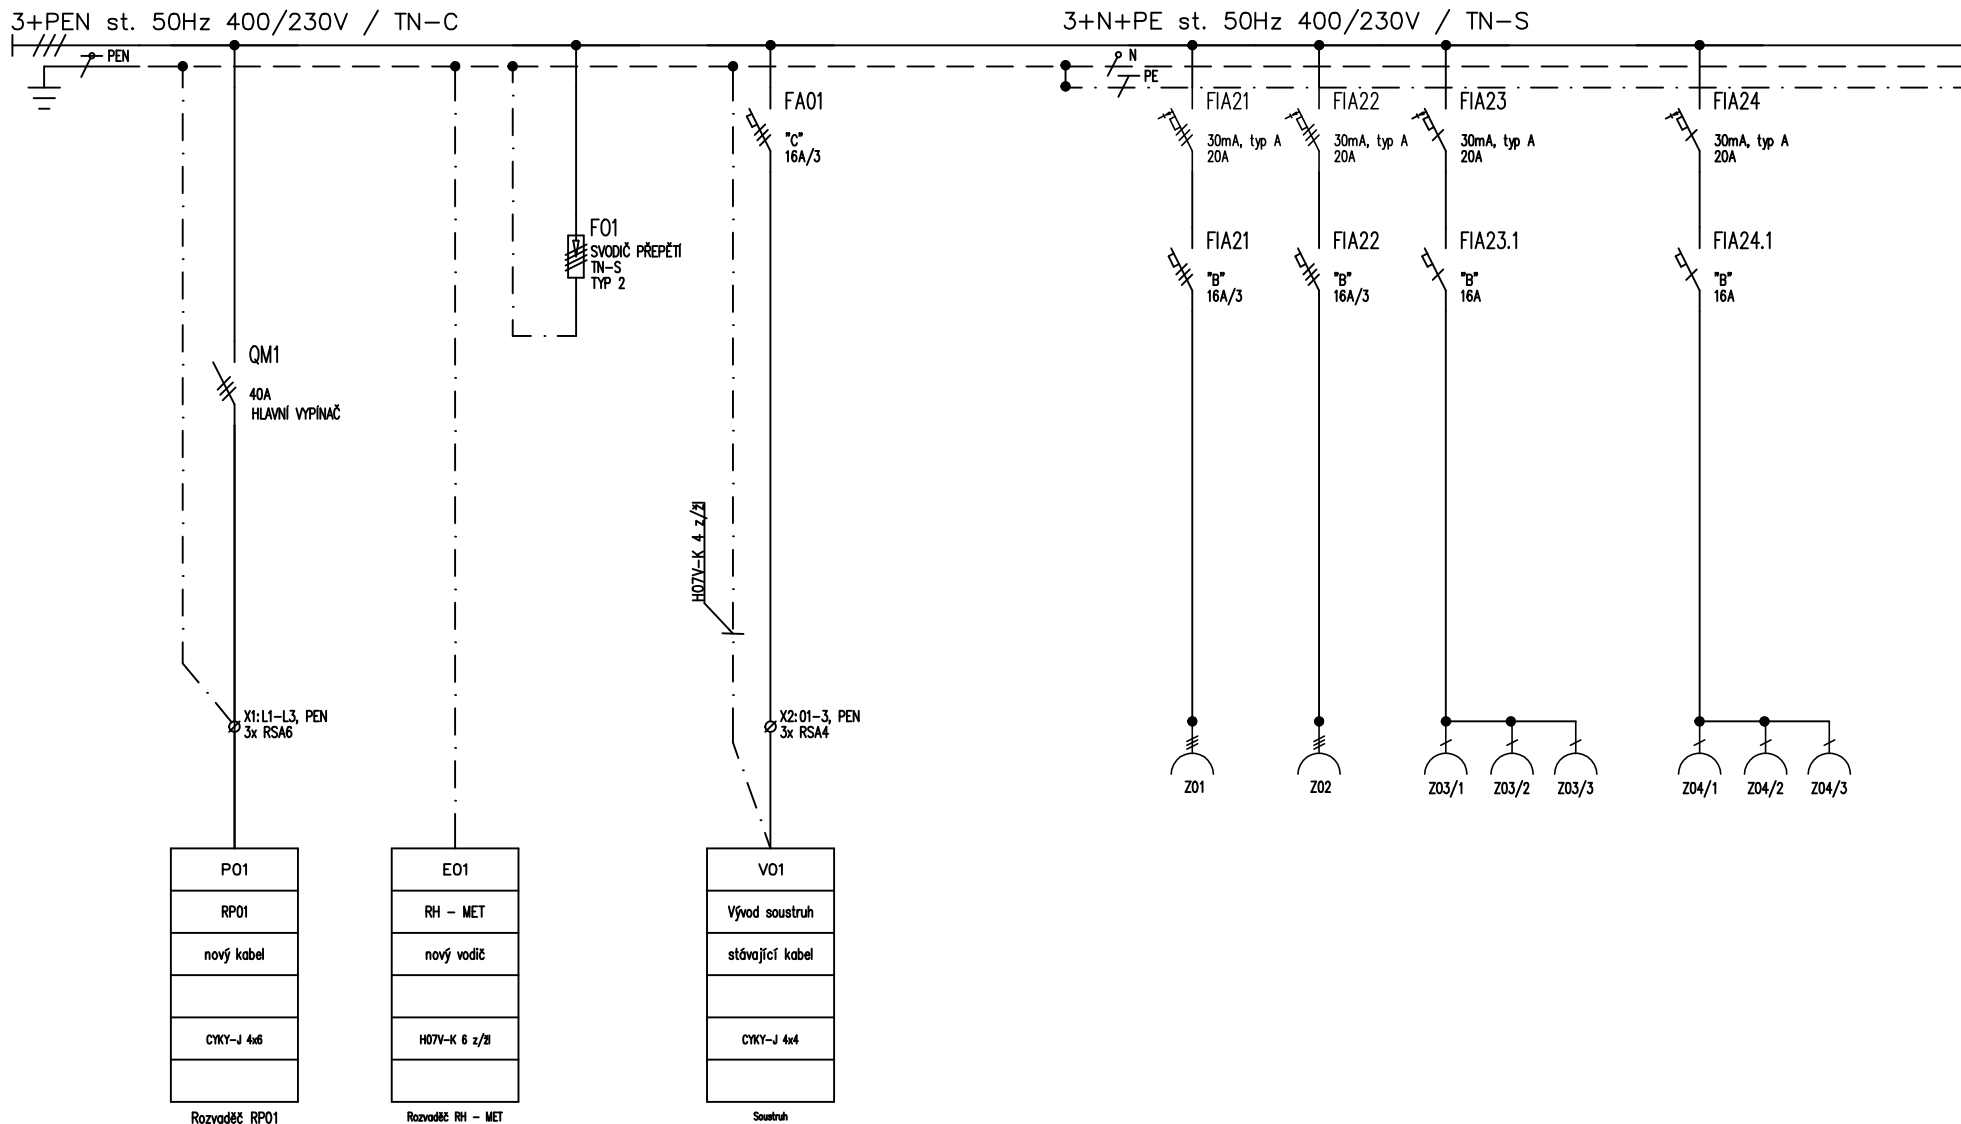 3+PEN st. 50Hz 400/230V / TN-C
3+N+PE st. 50Hz 400/230V / TN-S
PEN
N
PE
FA01
"C"
16A/3
FIA21
30mA, typ A
20A
FIA22
30mA, typ A
20A
FIA23
30mA, typ A
20A
FIA24
30mA, typ A
20A
F01
SVODIČ PŘEPĚTÍ
TN-S
TYP 2
FIA21
"B"
16A/3
FIA22
"B"
16A/3
FIA23.1
"B"
16A
FIA24.1
"B"
16A
QM1
40A
HLAVNÍ VYPÍNAČ
H07V-K 4 z/žl
X1:L1-L3, PEN
3x RSA6
X2:01-3, PEN
3x RSA4
Z01
Z02
Z03/1
Z03/2
Z03/3
Z04/1
Z04/2
Z04/3
P01
RP01
nový kabel
CYKY-J 4x6
Rozvaděč RP01
E01
RH - MET
nový vodič
H07V-K 6 z/žl
Rozvaděč RH - MET
V01
Vývod soustruh
stávající kabel
CYKY-J 4x4
Soustruh